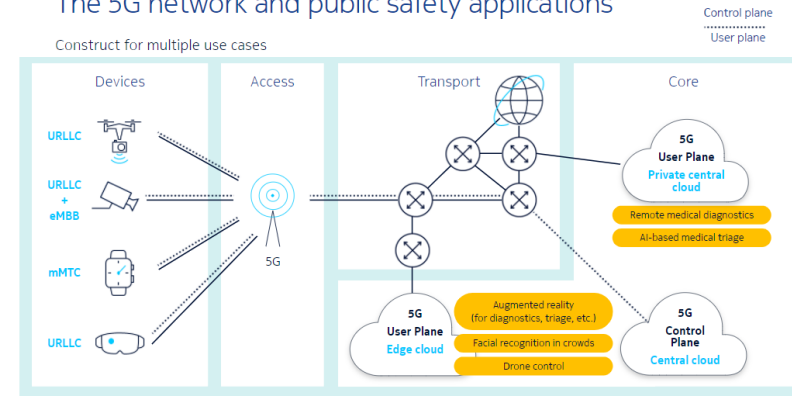 The 5G network and public safety applications
Control plane
User plane
Construct for multiple use cases
Devices
Access
Transport
Core
URLLC
URLLC
+
eMBB
mMTC
URLLC
5G
5G
User Plane
Private central
cloud
Remote medical diagnostics
AI-based medical triage
5G
User Plane
Edge cloud
Augmented reality
(for diagnostics, triage, etc.)
Facial recognition in crowds
Drone control
5G
Control
Plane
Central cloud